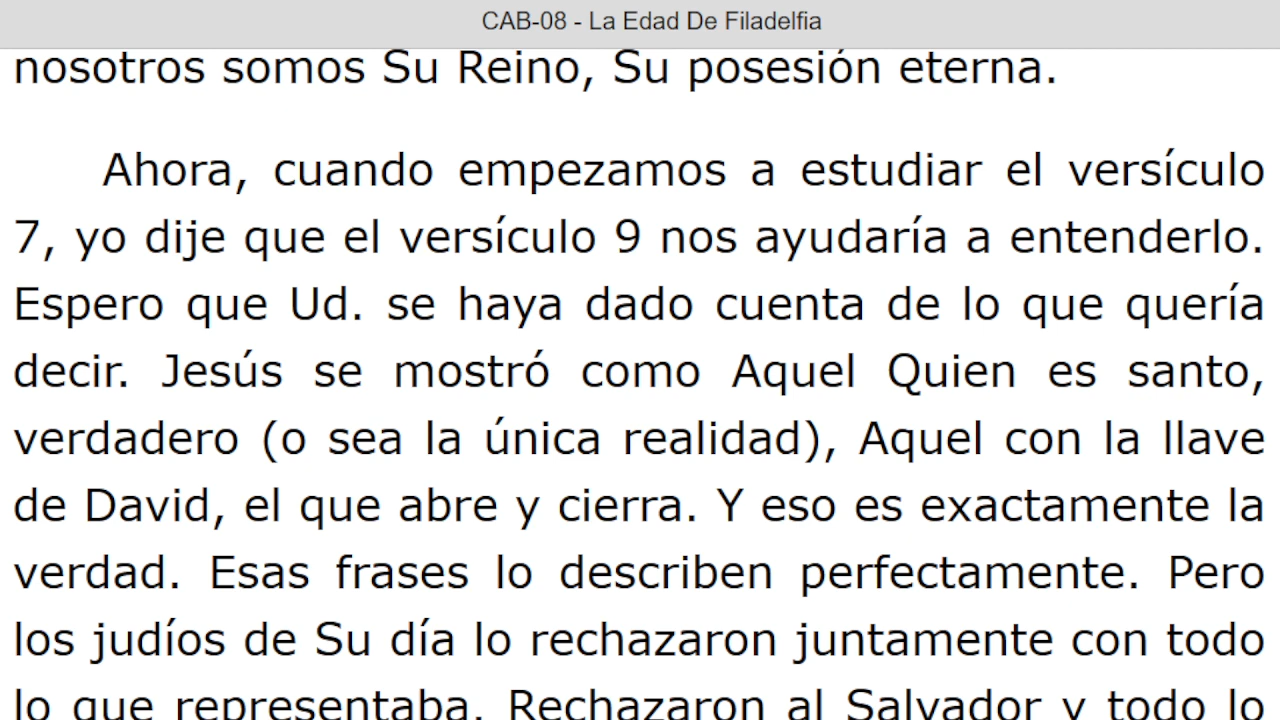 CAB-08 - La Edad De Filadelfia
nosotros somos Su Reino, Su posesión eterna.
Ahora, cuando empezamos a estudiar el versículo
7, yo dije que el versículo 9 nos ayudaría a entenderlo.
Espero que Ud. se haya dado cuenta de lo que quería
decir. Jesús se mostró como Aquel Quien es santo,
verdadero (o sea la única realidad), Aquel con la llave
de David, el que abre y cierra. Y eso es exactamente la
verdad. Esas frases lo describen perfectamente. Pero
los judíos de Su día lo rechazaron juntamente con todo
lo que representaba. Rechazaron al Salvador y todo lo